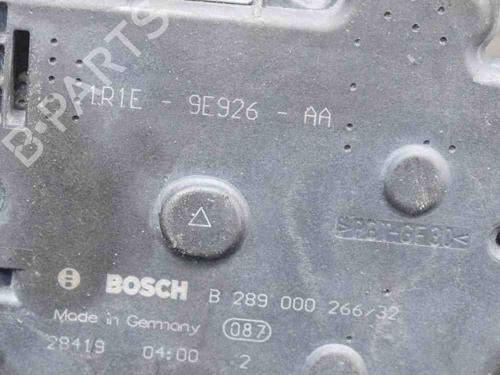 1R1E - 9E926 - AA
B-PARTS
>PBT-GF30<
BOSCH B 289 000 266/32
Made in Germany 087
28419 04:00 2